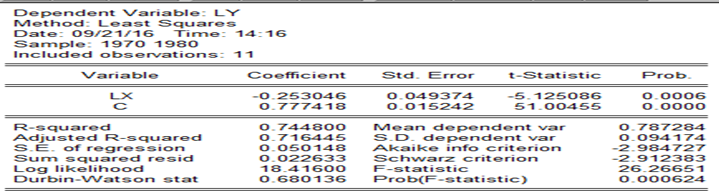 Dependent Variable: LY
Method: Least Squares
Date: 09/21/16 Time: 14:16
Sample: 1970 1980
Included observations: 11
Variable Coefficient Std. Error t-Statistic Prob.
LX -0.253046 0.049374 -5.125086 0.0006
C 0.777418 0.015242 51.00455 0.0000
R-squared 0.744800 Mean dependent var 0.787284
Adjusted R-squared 0.716445 S.D. dependent var 0.094174
S.E. of regression 0.050148 Akaike info criterion -2.984727
Sum squared resid 0.022633 Schwarz criterion -2.912383
Log likelihood 18.41600 F-statistic 26.26651
Durbin-Watson stat 0.680136 Prob(F-statistic) 0.000624